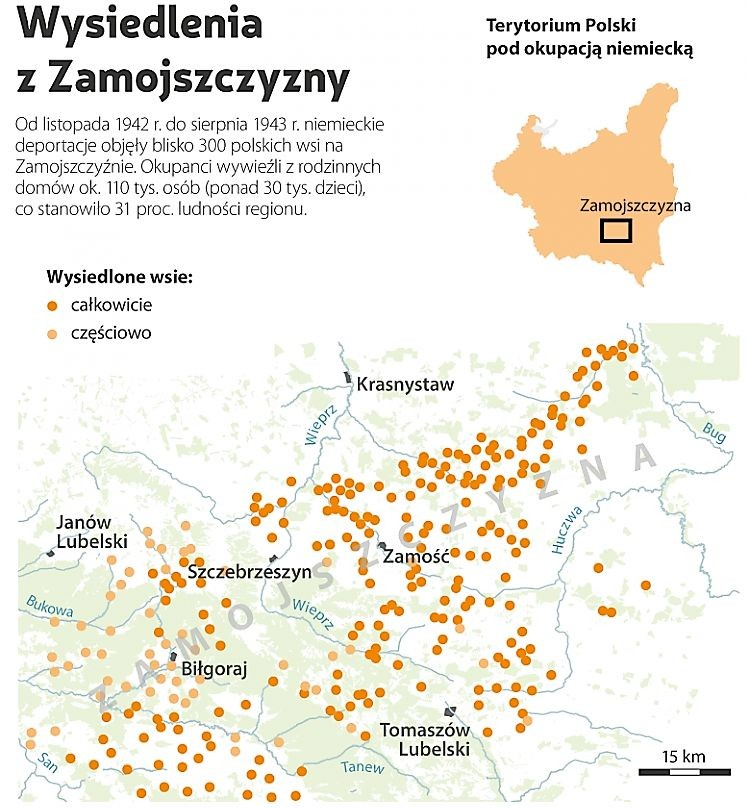 Wysiedlenia
z Zamojszczyzny
Od listopada 1942 r. do sierpnia 1943 r. niemieckie
deportacje objęły blisko 300 polskich wsi na
Zamojszczyźnie. Okupanci wywieźli z rodzinnych
domów ok. 110 tys. osób (ponad 30 tys. dzieci),
co stanowiło 31 proc. ludności regionu.
Terytorium Polski
pod okupacją niemiecką
Zamojszczyzna
Wysiedlone wsie:
całkowicie
częściowo
Krasnystaw
Wieprz
Bug
ZAMOJSZCZYZNA
Janów
Lubelski
Huczwa
Zamość
Szczebrzeszyn
Bukowa
Wieprz
Biłgoraj
Tomaszów
Lubelski
San
Tanew
15 km